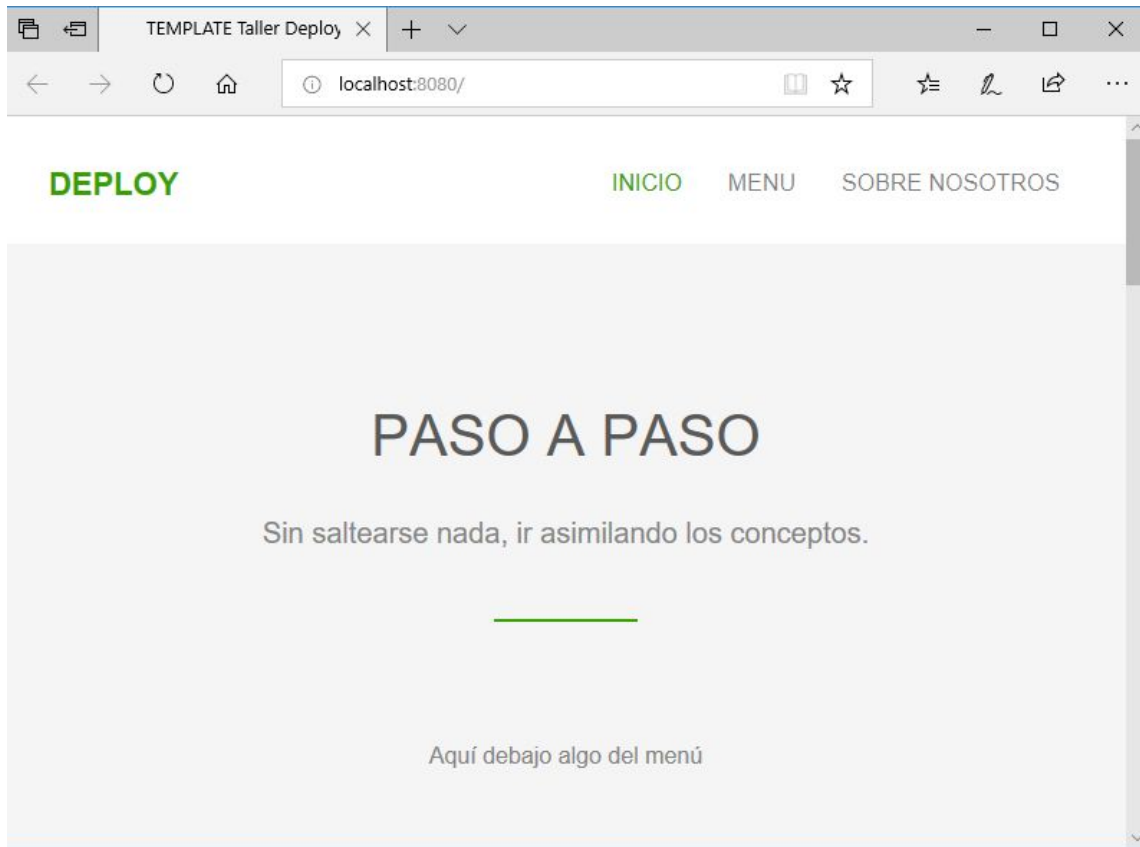 TEMPLATE Taller Deploy
localhost:8080/
DEPLOY
INICIO MENU SOBRE NOSOTROS
PASO A PASO
Sin saltearse nada, ir asimilando los conceptos.
Aquí debajo algo del menú